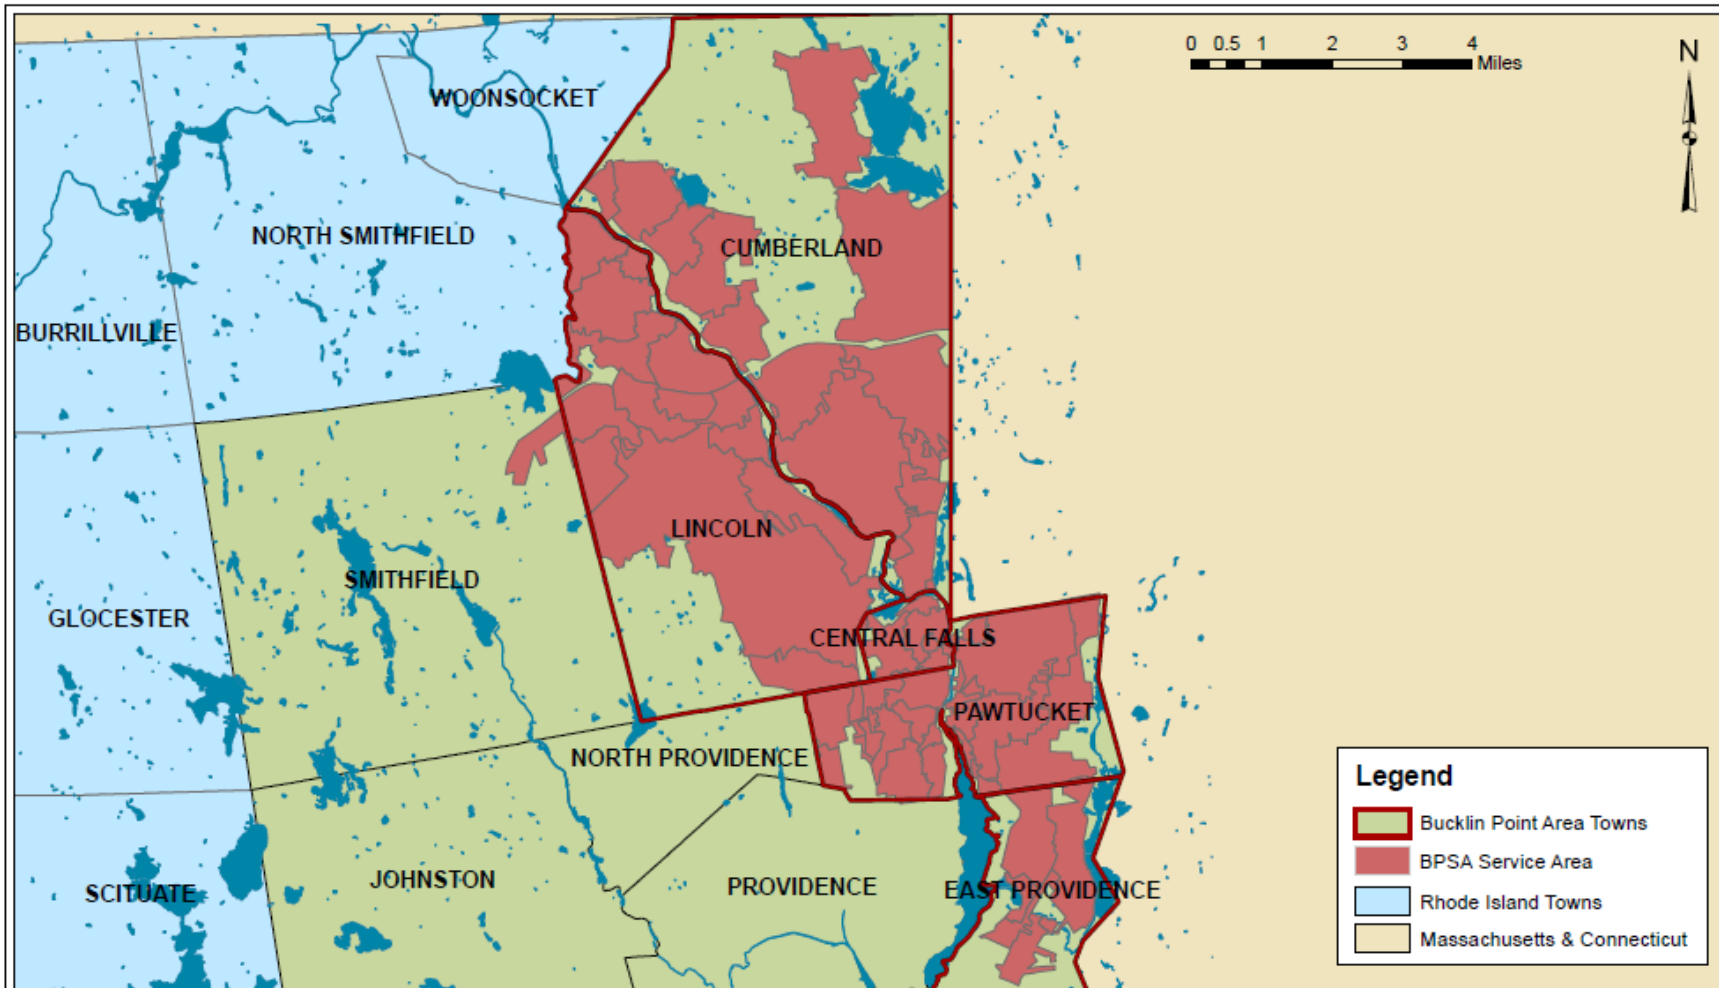 0 0.5 1 2 3 4
Miles
N
WOONSOCKET
NORTH SMITHFIELD
CUMBERLAND
BURRILLVILLE
LINCOLN
SMITHFIELD
GLOCESTER
CENTRAL FALLS
PAWTUCKET
NORTH PROVIDENCE
JOHNSTON
PROVIDENCE
EAST PROVIDENCE
SCITUATE
Legend
Bucklin Point Area Towns
BPSA Service Area
Rhode Island Towns
Massachusetts & Connecticut